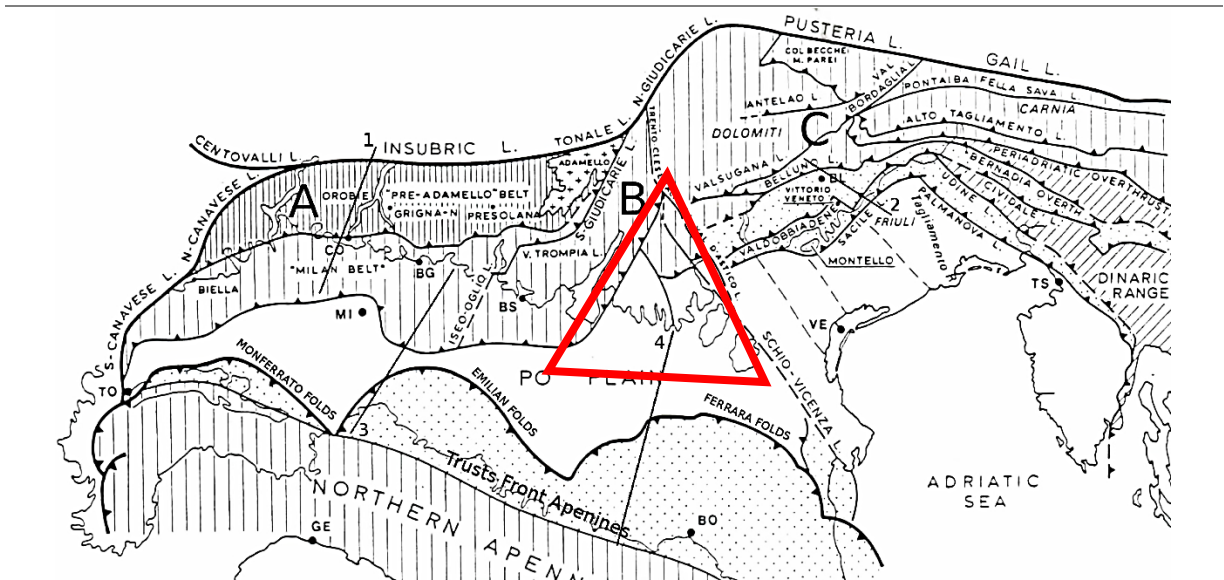 PUSTERIA L.
GAIL L.
COL BECCHEI
M. PAREI
VAL
BORDAGLIA L.
PONTAIBA FELLA SAVA L.
CARNIA
ANTELAO L.
DOLOMITI
C
ALTO TAGLIAMENTO L.
PERIADRIATIC OVERTHRUST
N-GIUDICARIE L.
TONALE L.
1
INSUBRIC L.
CENTOVALLI L.
N-CANAVESE L.
A
OROBIE
"PRE-ADAMELLO" BELT
GRIGNA-N
PRESOLANA
ADAMELLO
S-GIUDICARIE L.
B
VALSUGANA L.
BELLUNO L.
BL
VITTORIO
VENETO
BERNADIA OVERTH.
CIVIDALE
UDINE L.
PALMANOVA L.
2
FRIULI
SACILE
Tagliamento
VALDOBBIADENE
MONTELLO
DINARIC
RANGE
TS
CO
BG
"MILAN BELT"
BIELLA
S-CANAVESE L.
MI
ISEO-OGLIO L.
V. TROMPIA L.
BS
D'ASTICO L.
VE
4
SCHIO-VICENZA L.
PO PLAIN
TO
MONFERRATO FOLDS
EMILIAN FOLDS
FERRARA FOLDS
3
Trusts Front Apenines
ADRIATIC
SEA
NORTHERN APENN
GE
BO